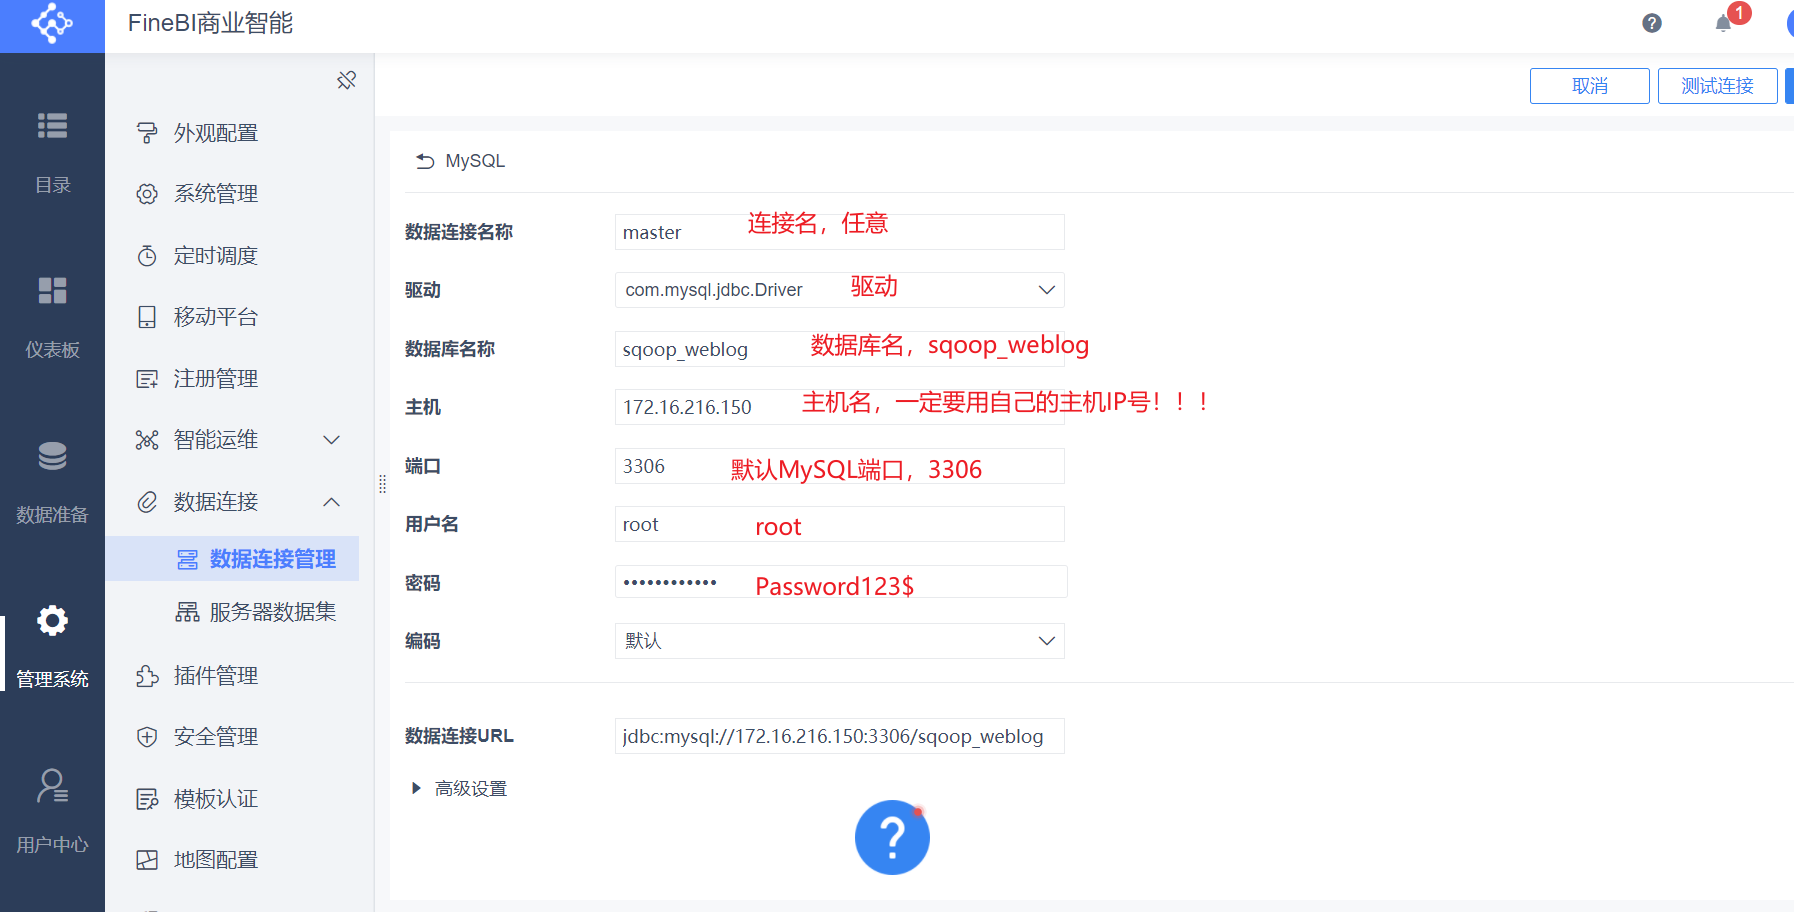 FineBI商业智能
?
1
取消
测试连接
目录
仪表板
数据准备
管理系统
用户中心
外观配置
系统管理
定时调度
移动平台
注册管理
智能运维
数据连接
数据连接管理
服务器数据集
插件管理
安全管理
模板认证
地图配置
MySQL
数据连接名称 master 连接名，任意
驱动 com.mysql.jdbc.Driver 驱动
数据库名称 sqoop_weblog 数据库名，sqoop_weblog
主机 172.16.216.150 主机名，一定要用自己的主机IP号！！！
端口 3306 默认MySQL端口，3306
用户名 root root
密码 •••••••••••• Password123$
编码 默认
数据连接URL jdbc:mysql://172.16.216.150:3306/sqoop_weblog
高级设置
?